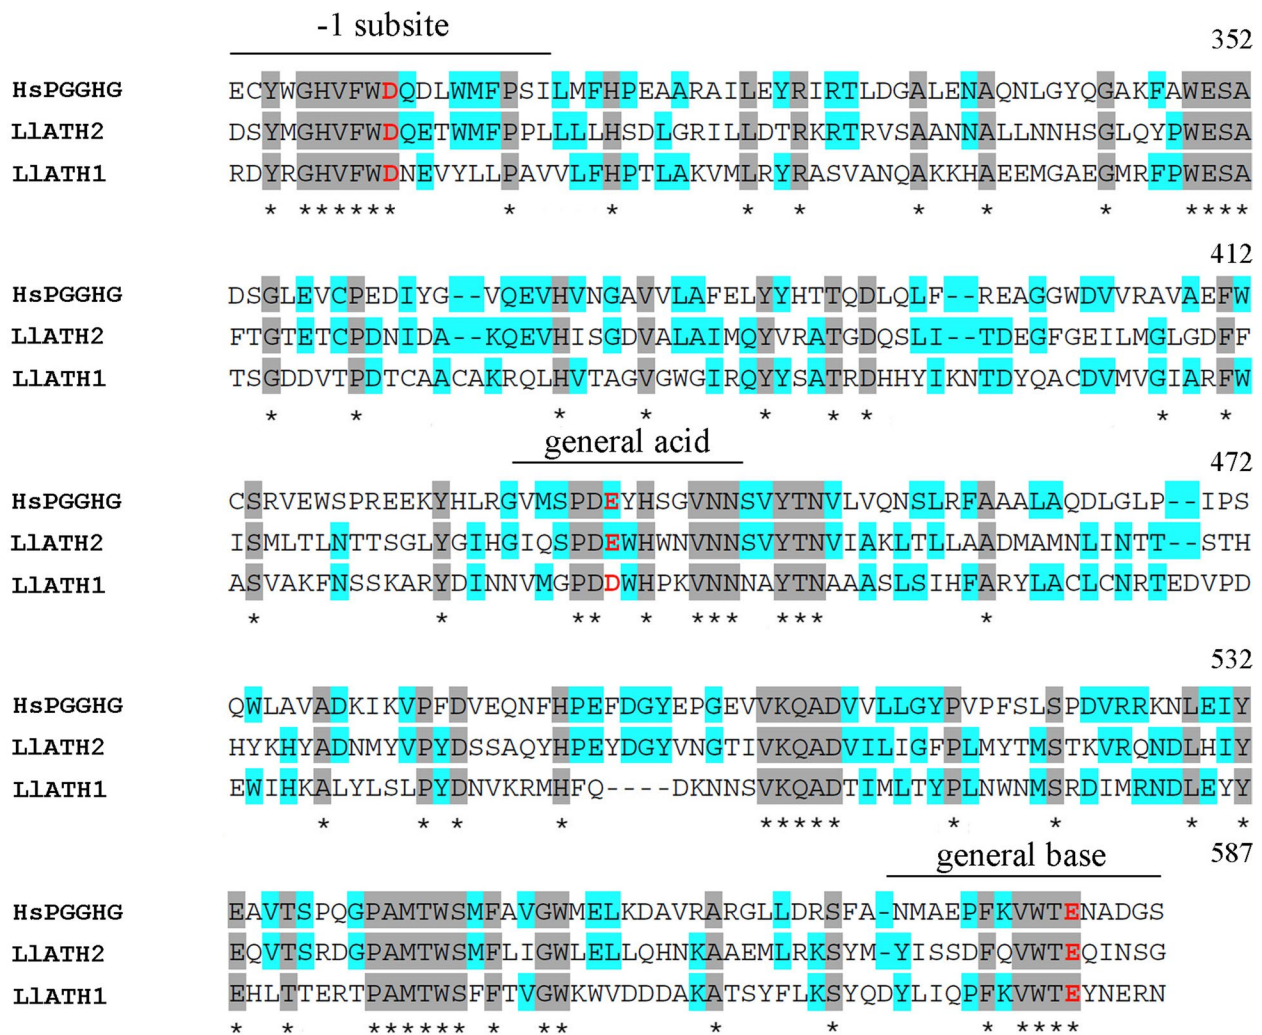 -1 subsite
352
HsPGGHG ECYWGHVFWDQDLWMFPSILMFHPEAARAILEYRIRTLDGALENAQNLGYQGAKFAWESA
LlATH2 DSYMGHVFWDQETWMFPPLLLLHSDLGRILLDTRKRTRVSAANNALLNNHSGLQYPWESA
LlATH1 RDYRGHVFWDNEVYLLPAVVLFHPTLAKVMLRYRASVANQAKKHAEEMGAEGMRFPWESA
* ****** * * * * * * * ****
412
HsPGGHG DSGLEVCPEDIYG--VQEVHVNGAVVLAFELYYHTTQDLQLF--REAGGWDVVRAVAEFW
LlATH2 FTGTETCPDNIDA--KQEVHISGDVALAIMQYVRATGDQSLI--TDEGFGEILMGLGDFF
LlATH1 TSGDDVTPDTCAACAKRQLHVTAGVGWGIRQYYSATRDHHYIKNTDYQACDVMVGIARFW
* * * * * * * * *
general acid
472
HsPGGHG CSRVEWSPREEKYHLRGVMSPDEYHSGVNNSVYTNVLVQNSLRFAAALAQDLGLP--IPS
LlATH2 ISMLTLNTTSGLYGIHGIQSPDEWHWNVNNSVYTNVIAKLTLLAADMAMNLINTT--STH
LlATH1 ASVAKFNSSKARYDINNVMGPDDWHPKVNNNAYTNAAASLSIHFARYLACLCNRTEDVPD
* * ** * *** *** *
532
HsPGGHG QWLAVADKIKVPFDVEQNFHPEFDGYEPGEVVKQADVVLLGYPVPFSLSPDVRRKNLEIY
LlATH2 HYKHYADNMYVPYDSSAQYHPEYDGYVNGTIVKQADVILIGFPLMYTMSTKVRQNDLHIY
LlATH1 EWIHKALYLSLPYDNVKRMHFQ----DKNNSVKQADTIMLTYPLNWNMSRDIMRNDLEYY
* * * * ***** * * * *
general base
587
HsPGGHG EAVTSPQGPAMTWSMFAVGWMELKDAVRARGLLDRSFA-NMAEPFKVWTENADGS
LlATH2 EQVTSRDGPAMTWSMFLIGWLELLQHNKAAEMLRKSYM-YISSDFQVWTEQINSG
LlATH1 EHLTTERTPAMTWSFFTVGWKWVDDDAKATSYFLKSYQDYLIQPFKVWTEYNERN
* * ****** * ** * * * ****